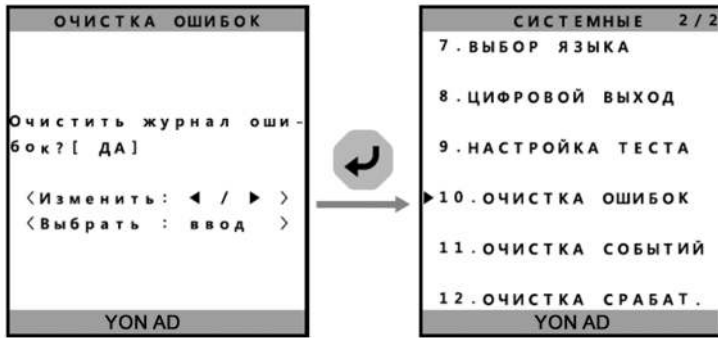 ОЧИСТКА ОШИБОК
Очистить журнал оши-
бок?[ ДА]
<Изменить: ◀ / ▶ >
<Выбрать : ввод >
YON AD
СИСТЕМНЫЕ 2/2
7.ВЫБОР ЯЗЫКА
8.ЦИФРОВОЙ ВЫХОД
9.НАСТРОЙКА ТЕСТА
▶10.ОЧИСТКА ОШИБОК
11.ОЧИСТКА СОБЫТИЙ
12.ОЧИСТКА СРАБАТ.
YON AD